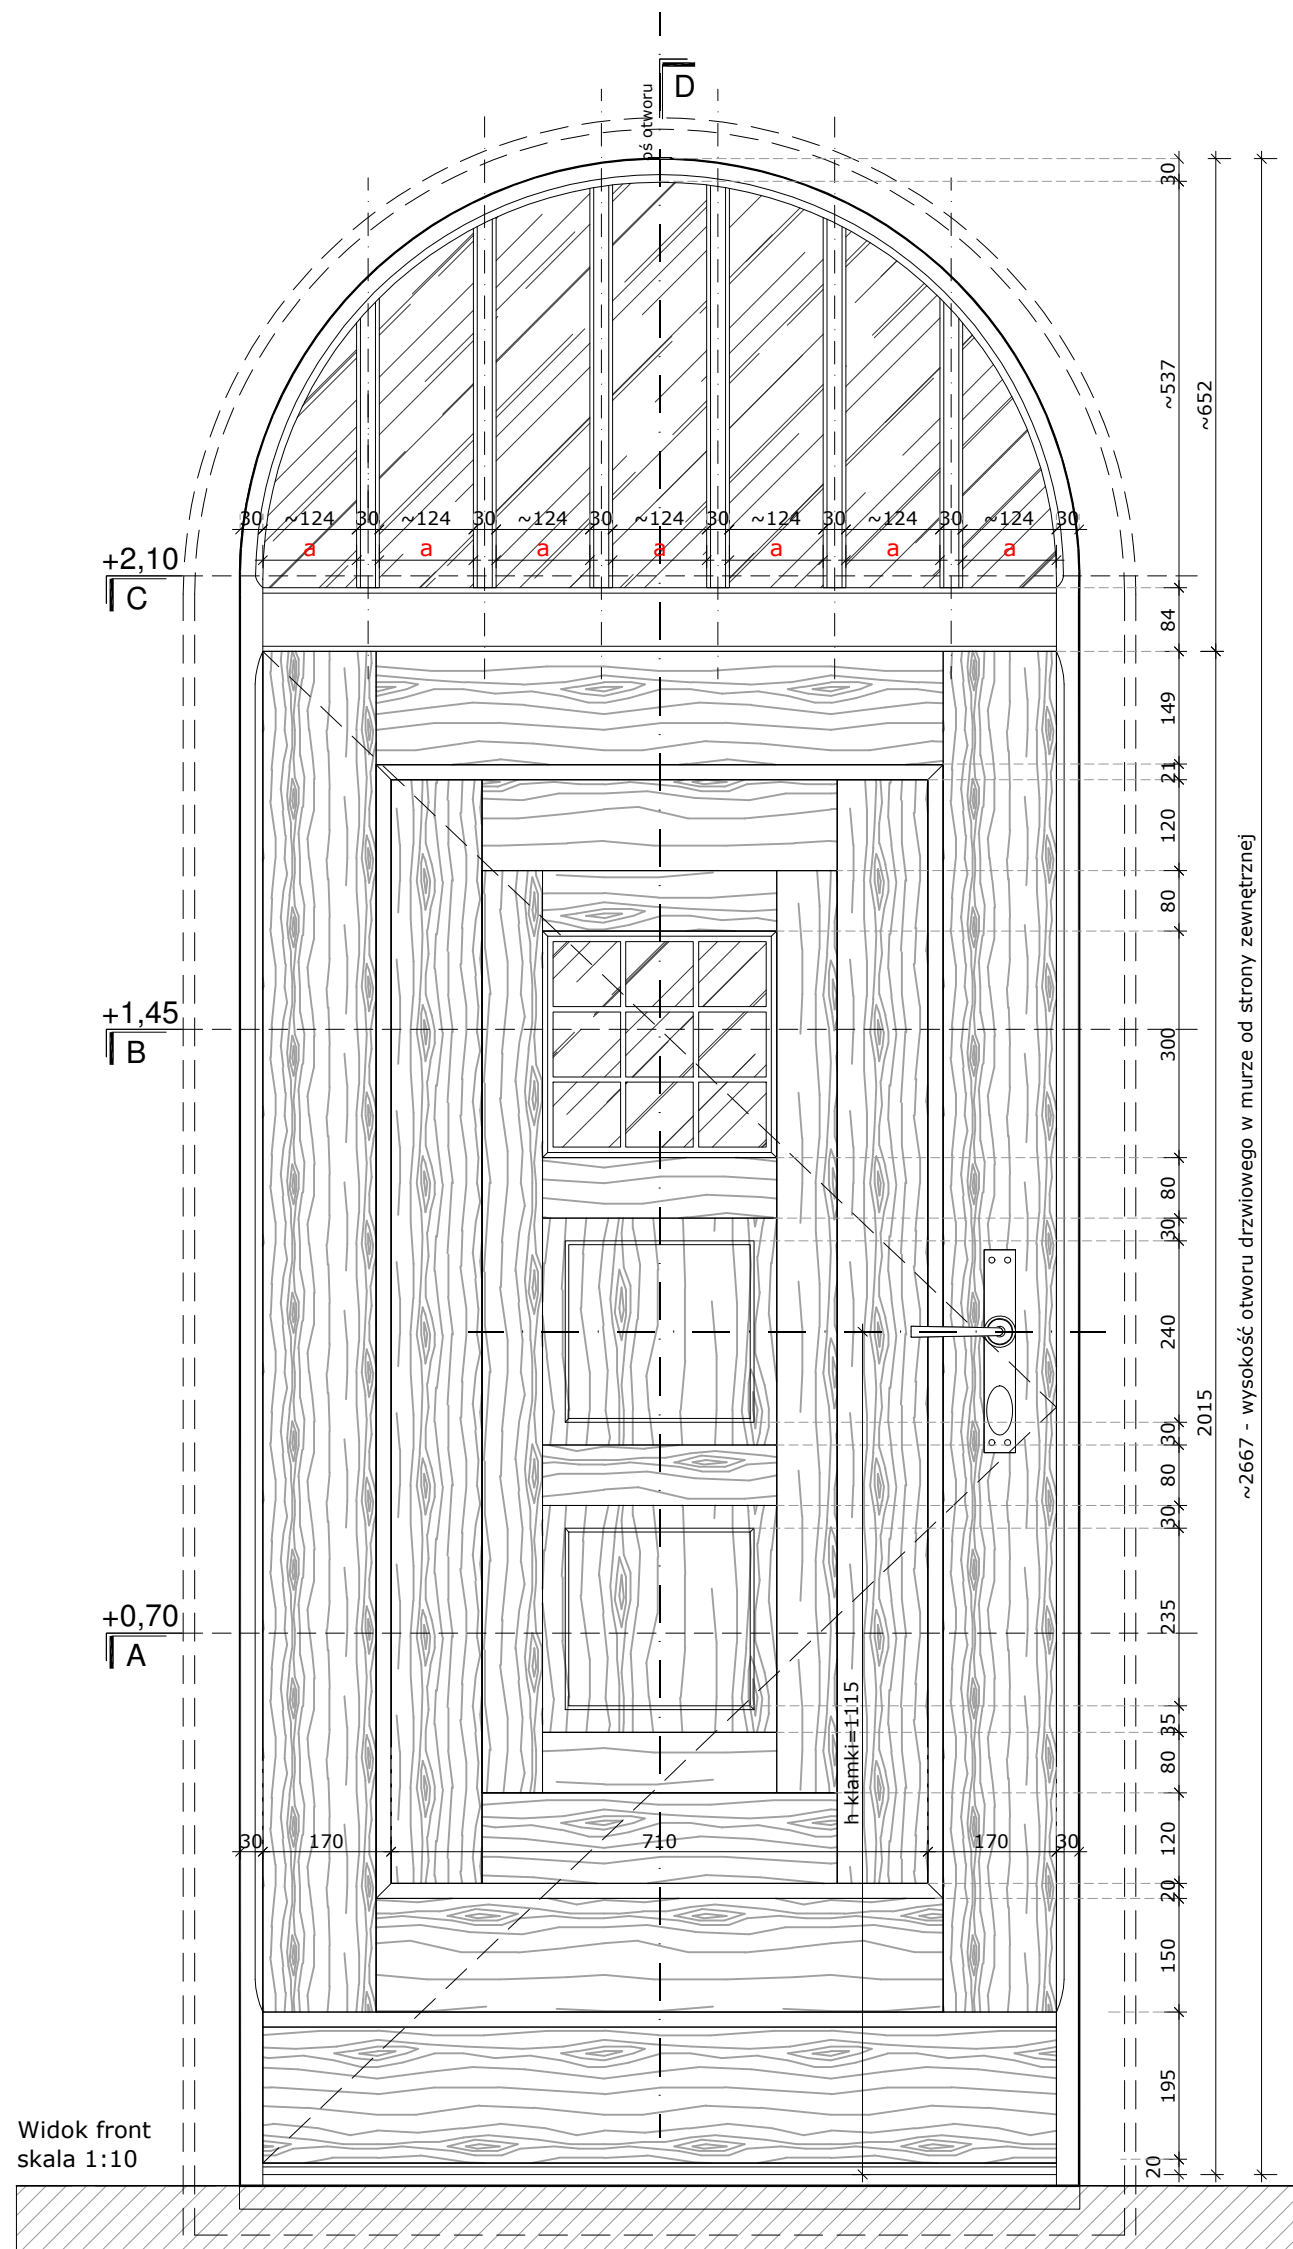 D
oś otworu
30
~537
~652
30 ~124 30 ~124 30 ~124 30 ~124 30 ~124 30 ~124 30 ~124 30
a a a a a a a
+2,10
C
84
149
21
120
80
+1,45
B
300
80
30
240
30
80
30
235
35
80
120
20
150
195
20
2015
~2667 - wysokość otworu drzwiowego w murze od strony zewnętrznej
+0,70
A
h klamki=1115
30 170 710 170 30
Widok front
skala 1:10